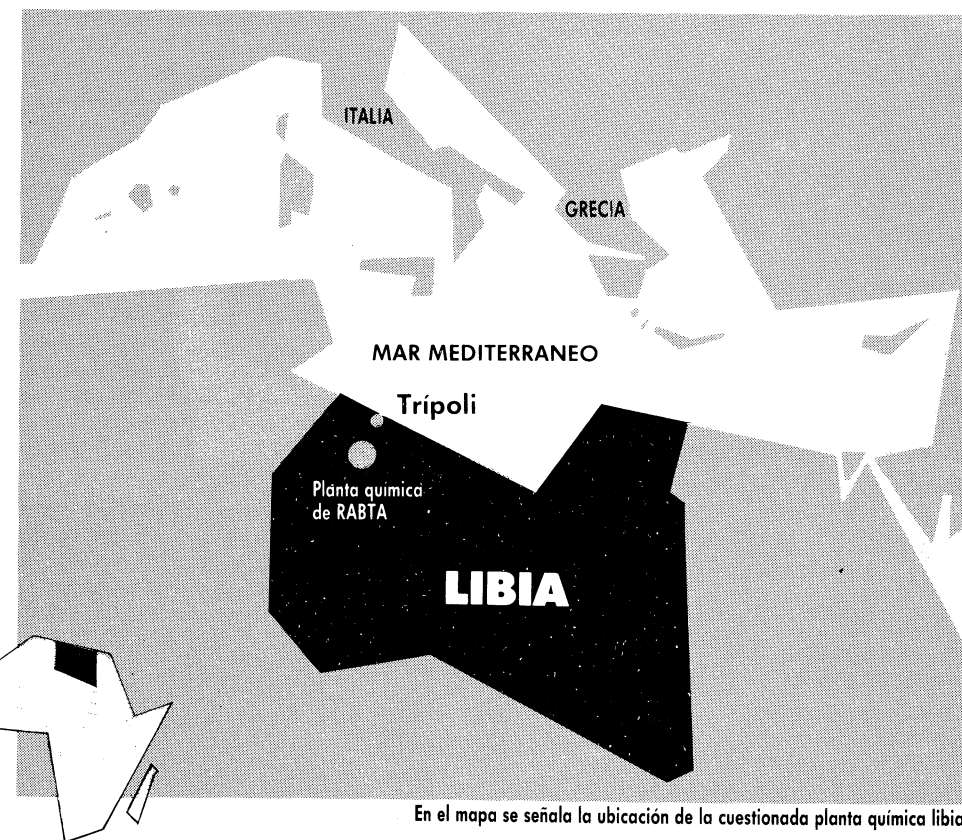 ITALIA
GRECIA
MAR MEDITERRANEO
Trípoli
Planta química
de RABTA
LIBIA
En el mapa se señala la ubicación de la cuestionada planta química libia